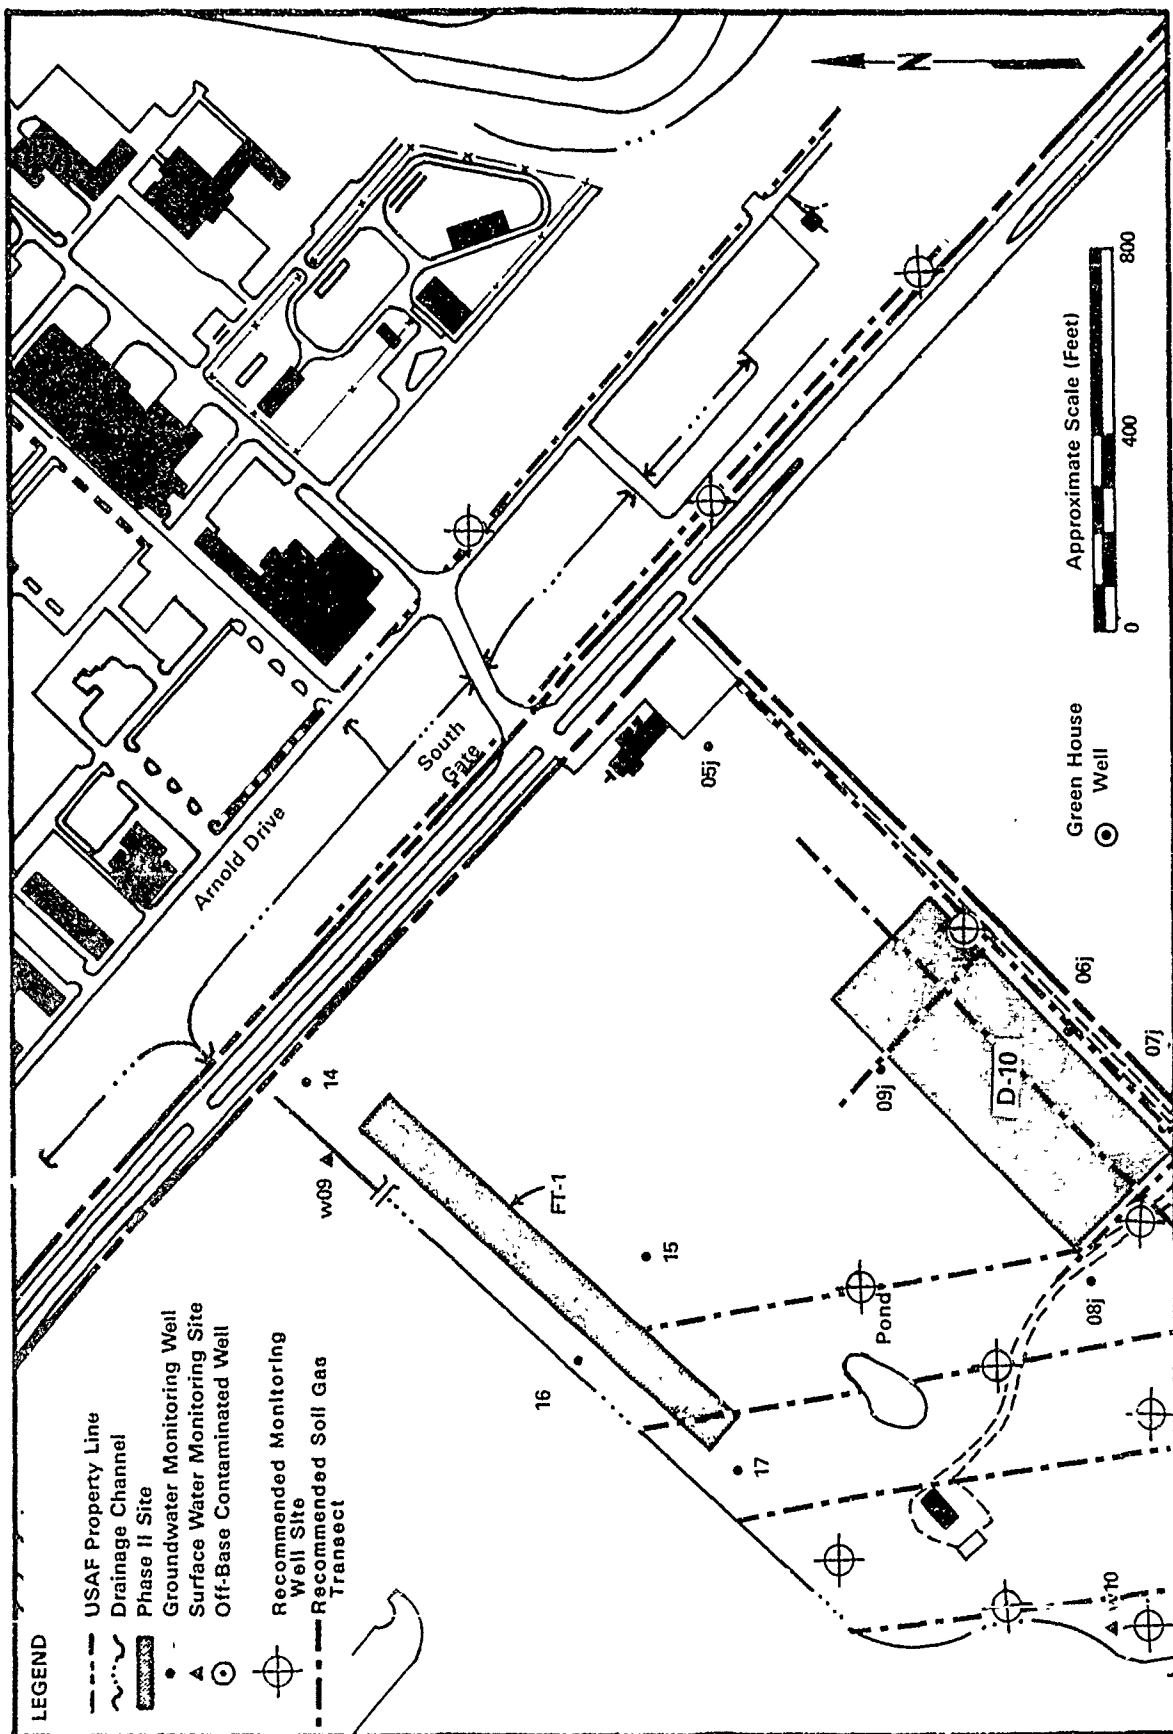 LEGEND
USAF Property Line
Drainage Channel
Phase II Site
Groundwater Monitoring Well
Surface Water Monitoring Site
Off-Base Contaminated Well
Recommended Monitoring
Well Site
Recommended Soil Gas
Transect
N
Arnold Drive
South
Gate
w09
14
FT-1
16
15
17
Pond
05j
09j
D-10
06j
07j
08j
w10
Green House
Well
Approximate Scale (Feet)
0
400
800